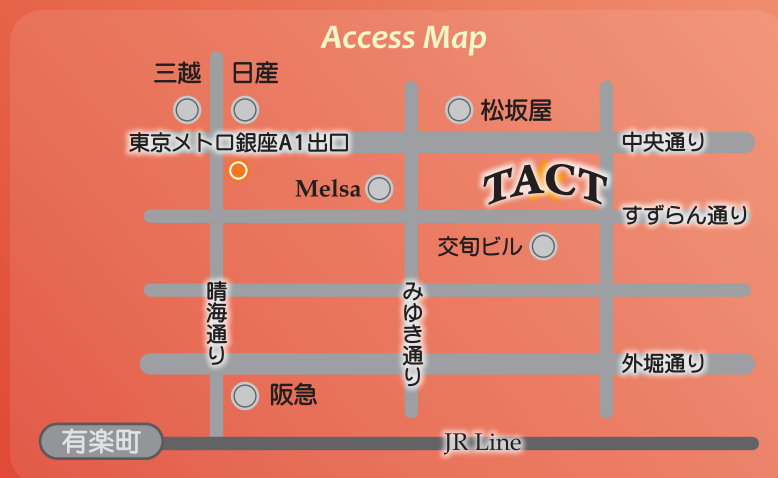 Access Map
三越
日産
松坂屋
東京メトロ銀座A1出口
中央通り
Melsa
TACT
すずらん通り
交旬ビル
晴海通り
みゆき通り
外堀通り
阪急
有楽町
JR Line